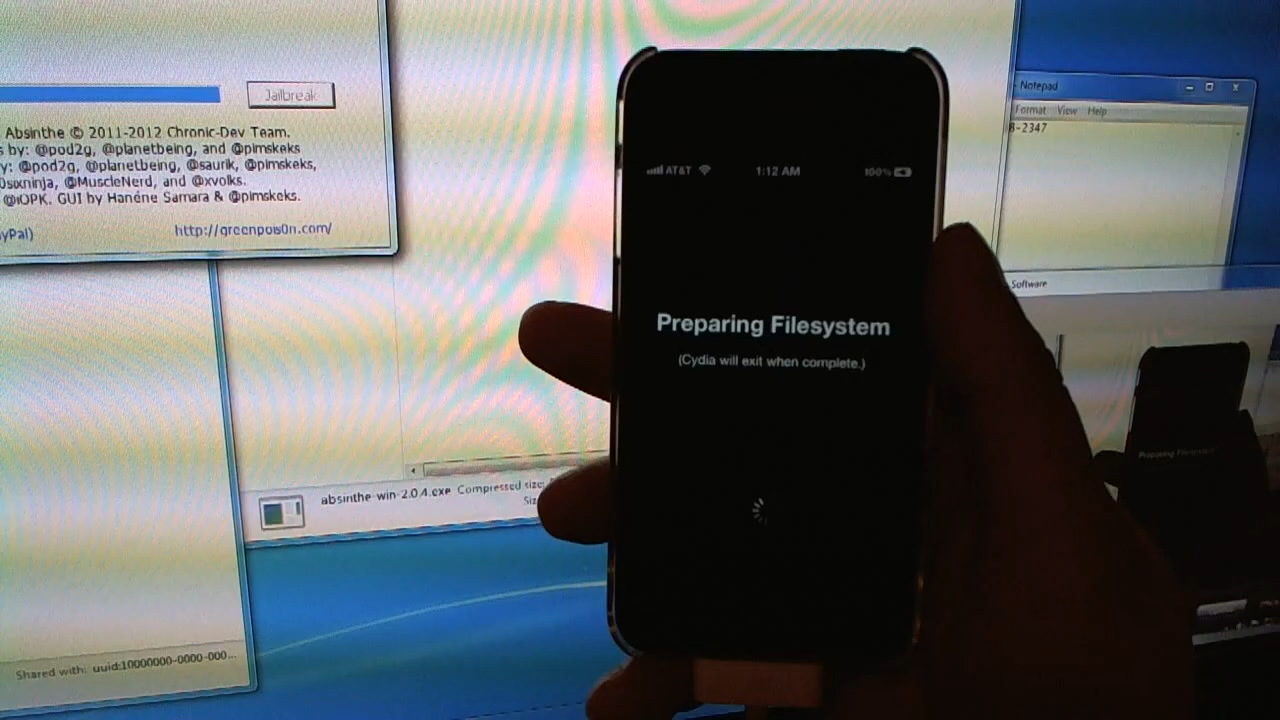 Jailbreak
Absinthe © 2011-2012 Chronic-Dev Team.
by: @pod2g, @planetbeing, and @pimskeks
@pod2g, @planetbeing, @saurik, @pimskeks,
@MuscleNerd, and @xvolks.
@iOPK. GUI by Hanéne Samara & @pimskeks.
http://greenpois0n.com/
absinthe-win-2.0.4.exe Compressed size:
Shared with: uuid:10000000-0000-000...
AT&T 1:12 AM 100%
Preparing Filesystem
(Cydia will exit when complete.)
- Notepad
Format View Help
-2347
Software
Preparing Filesystem